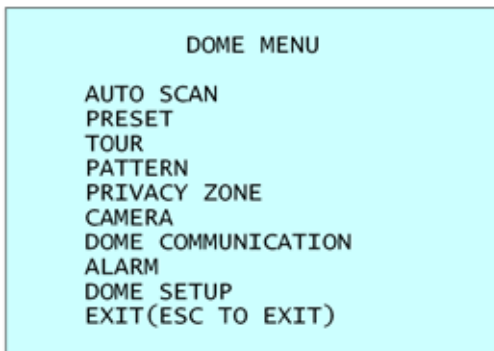 DOME MENU
AUTO SCAN
PRESET
TOUR
PATTERN
PRIVACY ZONE
CAMERA
DOME COMMUNICATION
ALARM
DOME SETUP
EXIT(ESC TO EXIT)